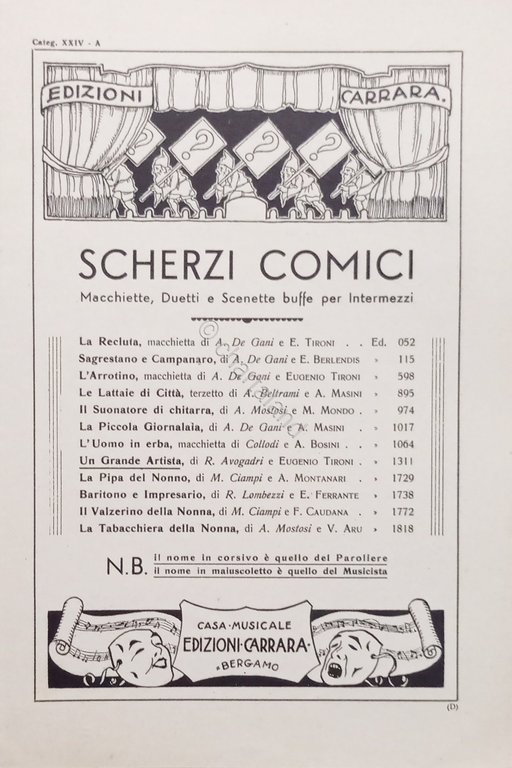 Categ. XXIV - A
EDIZIONI CARRARA.
? ? ? ?
SCHERZI COMICI
Macchiette, Duetti e Scenette buffe per Intermezzi
La Recluta, macchietta di A. De Gani e E. TIRONI . . Ed. 052
Sagrestano e Campanaro, di A. De Gani e E. BERLENDIS » 115
L'Arrotino, macchietta di A. De Gani e EUGENIO TIRONI » 598
Le Lattaie di Città, terzetto di A. Beltrami e A. MASINI » 895
Il Suonatore di chitarra, di A. Mostosi e M. MONDO . » 974
La Piccola Giornalaia, di A. De Gani e A. MASINI . » 1017
L'Uomo in erba, macchietta di Collodi e A. BOSINI . . » 1064
Un Grande Artista, di R. Avogadri e EUGENIO TIRONI . » 1311
La Pipa del Nonno, di M. Ciampi e A. MONTANARI . » 1729
Baritono e Impresario, di R. Lombezzi e E. FERRANTE » 1738
Il Valzerino della Nonna, di M. Ciampi e F. CAUDANA . » 1772
La Tabacchiera della Nonna, di A. Mostosi e V. ARU » 1818
N.B. Il nome in corsivo è quello del Paroliere
il nome in maiuscoletto è quello del Musicista
CASA·MUSICALE
EDIZIONI·CARRARA·
BERGAMO
(D)
© chartaland